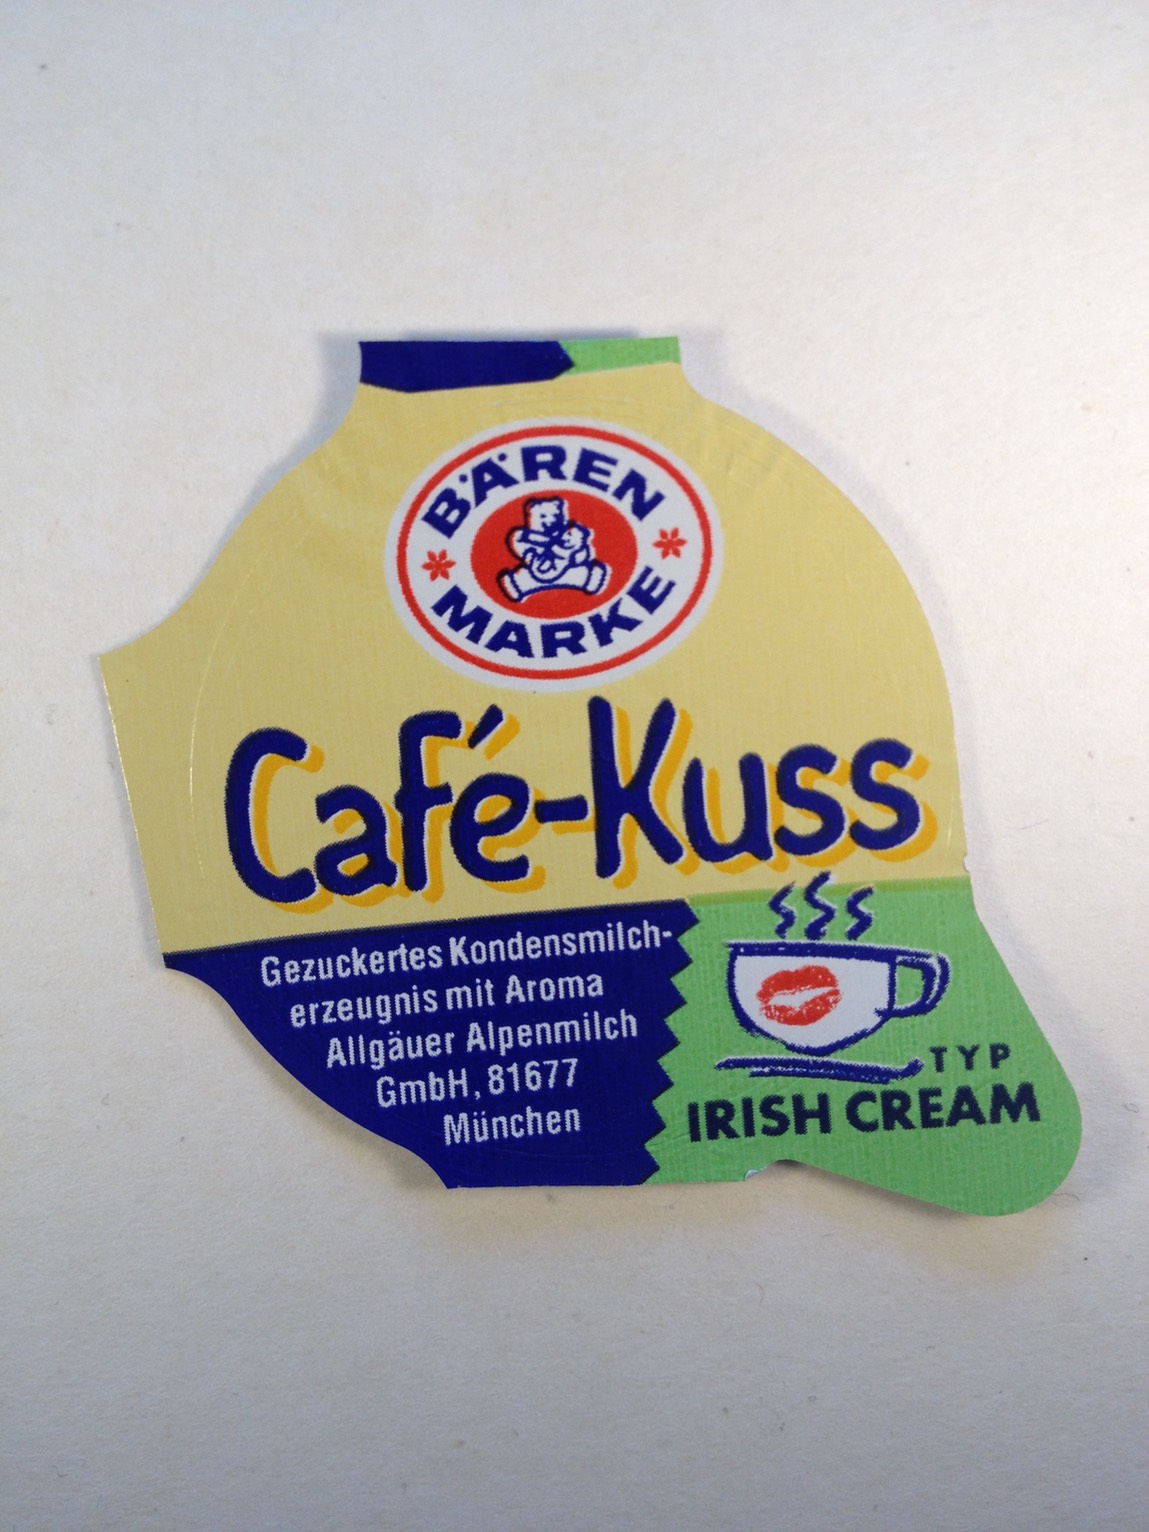 BÄREN
MARKE
Café-Kuss
Gezuckertes Kondensmilch-
erzeugnis mit Aroma
Allgäuer Alpenmilch
GmbH, 81677
München
TYP
IRISH CREAM